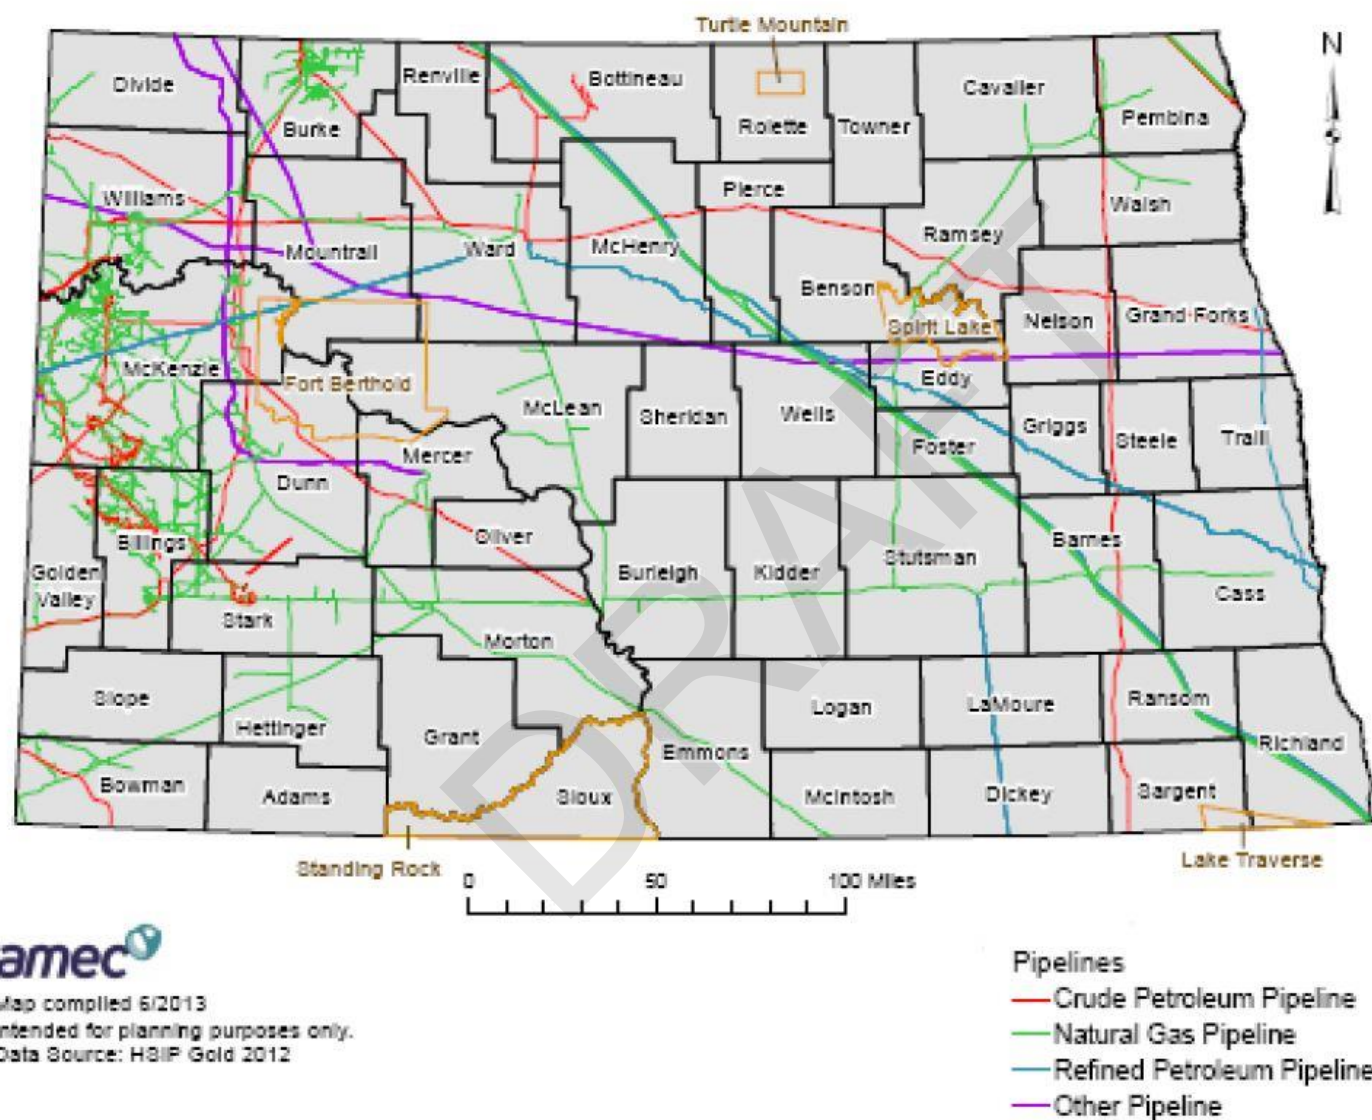 Turtle Mountain
N
Divide
Burke
Renville
Bottineau
Rolette
Towner
Cavalier
Pembina
Williams
Mountrail
Ward
McHenry
Pierce
Ramsey
Walsh
Benson
Spirit Lake
Nelson
Grand Forks
McKenzie
Fort Berthold
McLean
Sheridan
Wells
Eddy
Foster
Griggs
Steele
Traill
Dunn
Mercer
Oliver
Billings
Golden
Valley
Stark
Morton
Burleigh
Kidder
Stutsman
Barnes
Cass
Slope
Hettinger
Grant
Emmons
Logan
LaMoure
Ransom
Richland
Bowman
Adams
Sioux
McIntosh
Dickey
Sargent
Standing Rock
Lake Traverse
0 50 100 Miles
DRAFT
amec
Map compiled 6/2013
intended for planning purposes only.
Data Source: HSIP Gold 2012
Pipelines
Crude Petroleum Pipeline
Natural Gas Pipeline
Refined Petroleum Pipeline
Other Pipeline